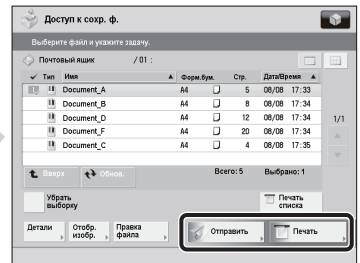 Доступ к сохр. ф.
Выберите файл и укажите задачу.
Почтовый ящик / 01 :
Тип Имя Форм.бум. Стр. Дата/Время
Document_A A4 5 08/08 17:33
Document_B A4 8 08/08 17:34
Document_D A4 12 08/08 17:34
Document_F A4 20 08/08 17:34
Document_C A4 4 08/08 17:35
1/1
Вверх Обнов. Всего: 5 Выбрано: 1
Убрать выборку
Печать списка
Детали Отобр. изобр. Правка файла Отправить Печать